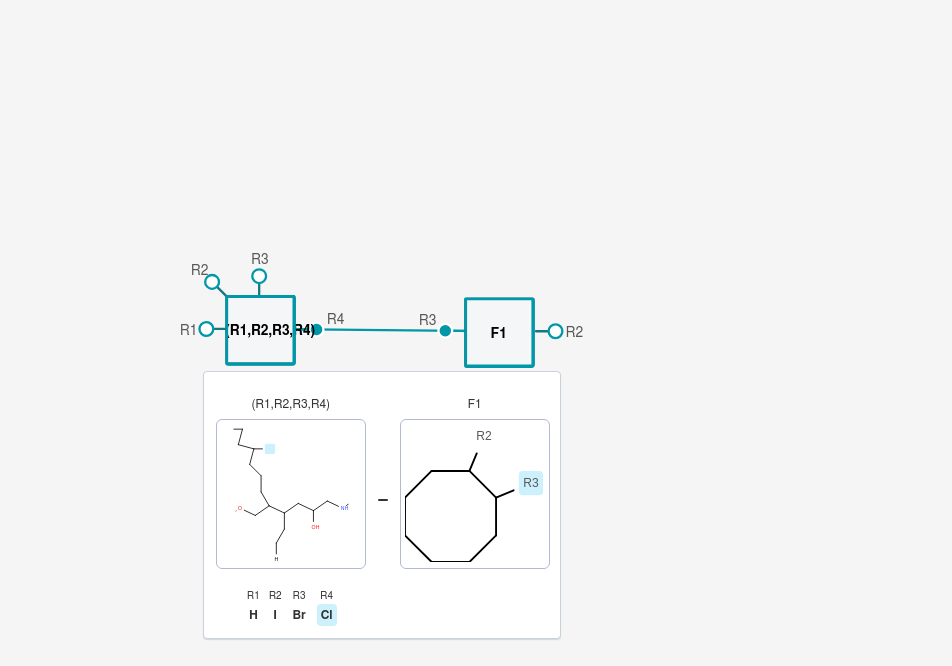 R3
R2
R1
(R1,R2,R3,R4)
R4
R3
F1
R2
(R1,R2,R3,R4)
F1
R2
R3
O
NH
OH
H
R1 R2 R3 R4
H I Br Cl